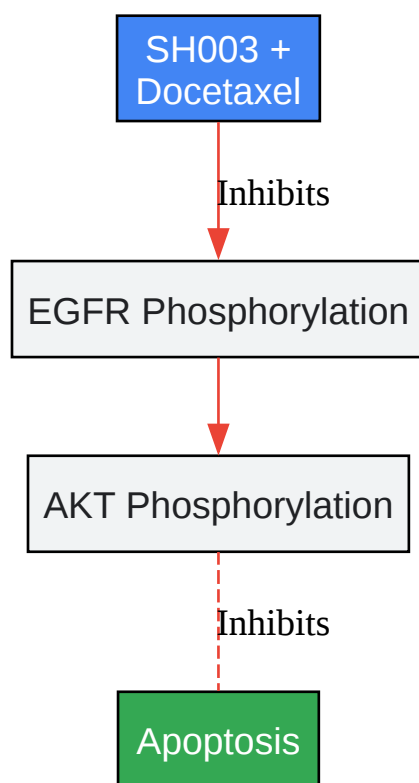 SH003 +
Docetaxel
Inhibits
EGFR Phosphorylation
AKT Phosphorylation
Inhibits
Apoptosis